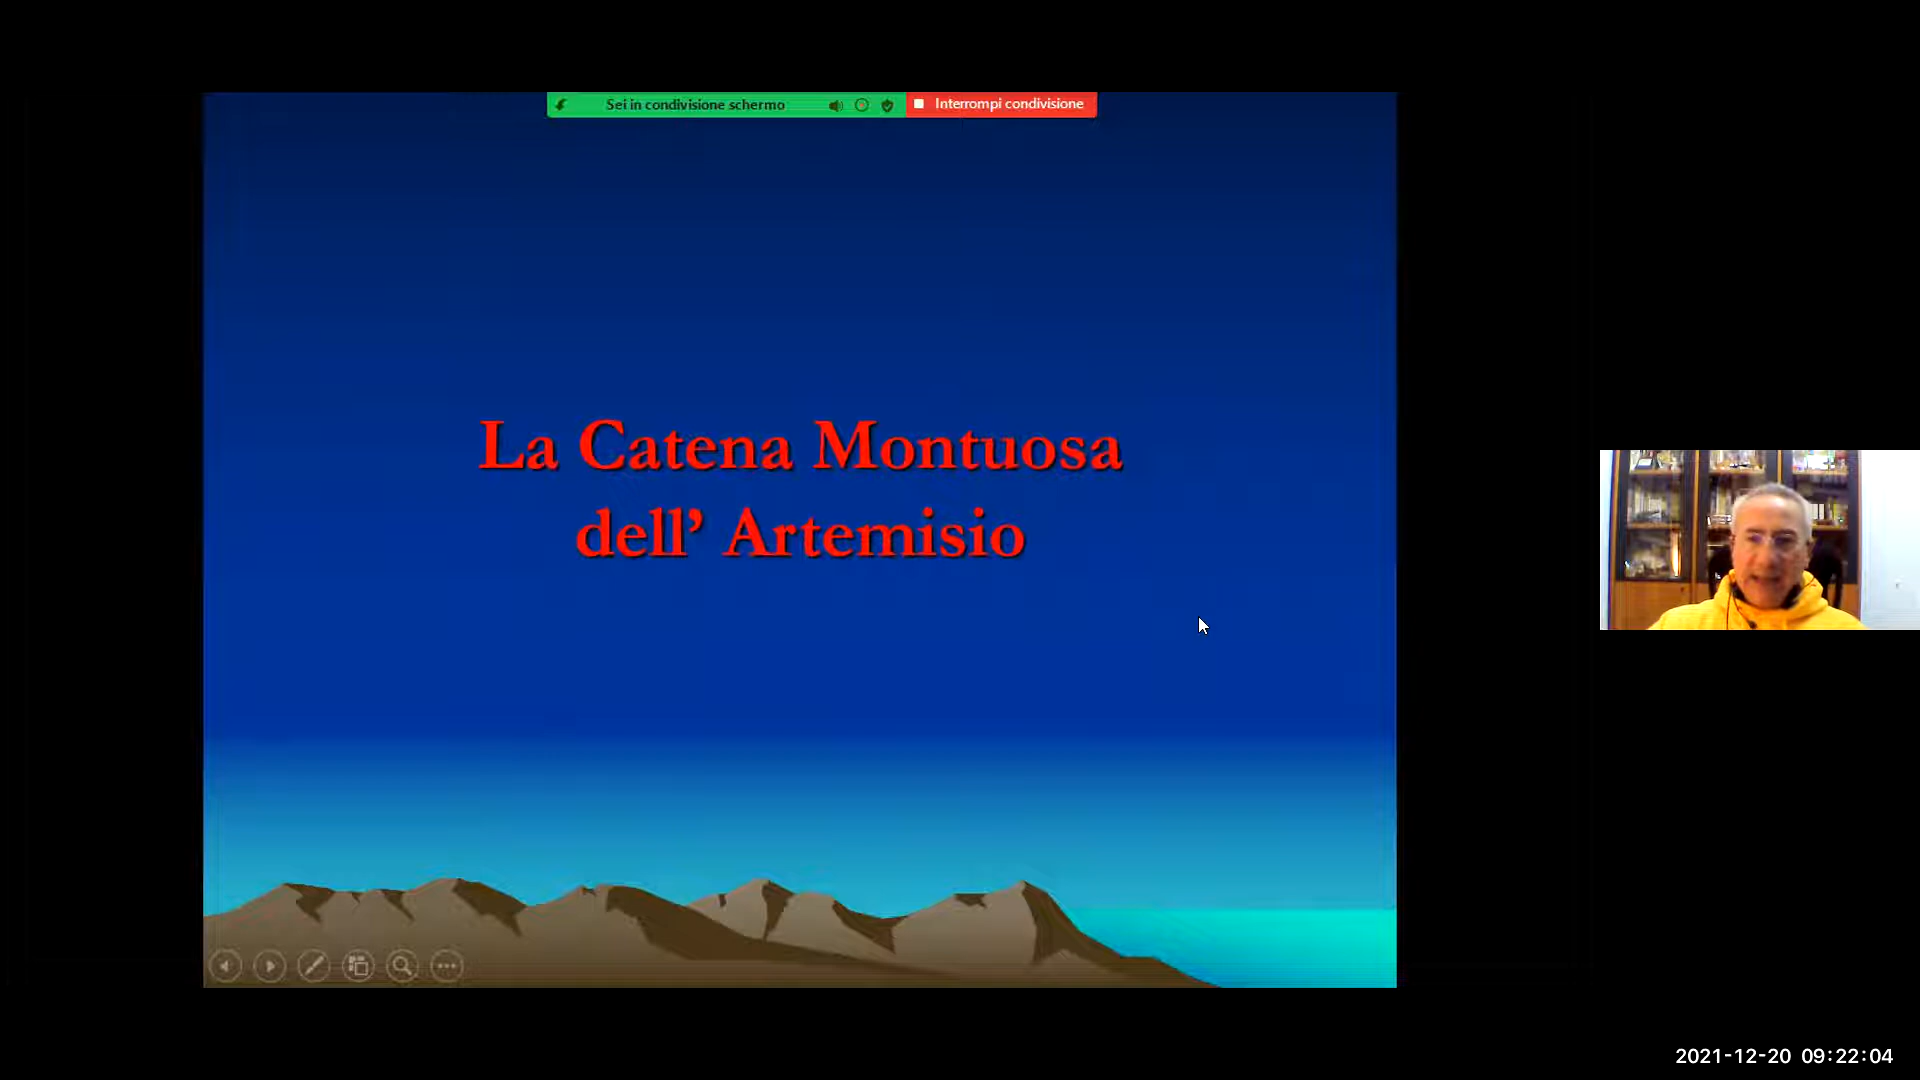 Sei in condivisione schermo
Interrompi condivisione
La Catena Montuosa
dell’ Artemisio
2021-12-20 09:22:04